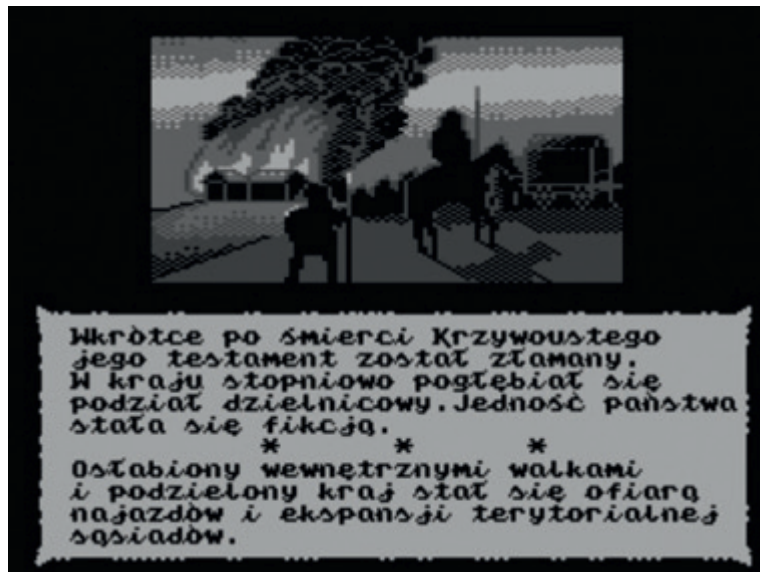 Wkrótce po śmierci Krzywoustego
jego testament został złamany.
W kraju stopniowo pogłębiał się
podział dzielnicowy.Jedność państwa
stała się fikcją.
* * *
Osłabiony wewnętrznymi walkami
i podzielony kraj stał się ofiarą
najazdów i ekspansji terytorialnej
sąsiadów.